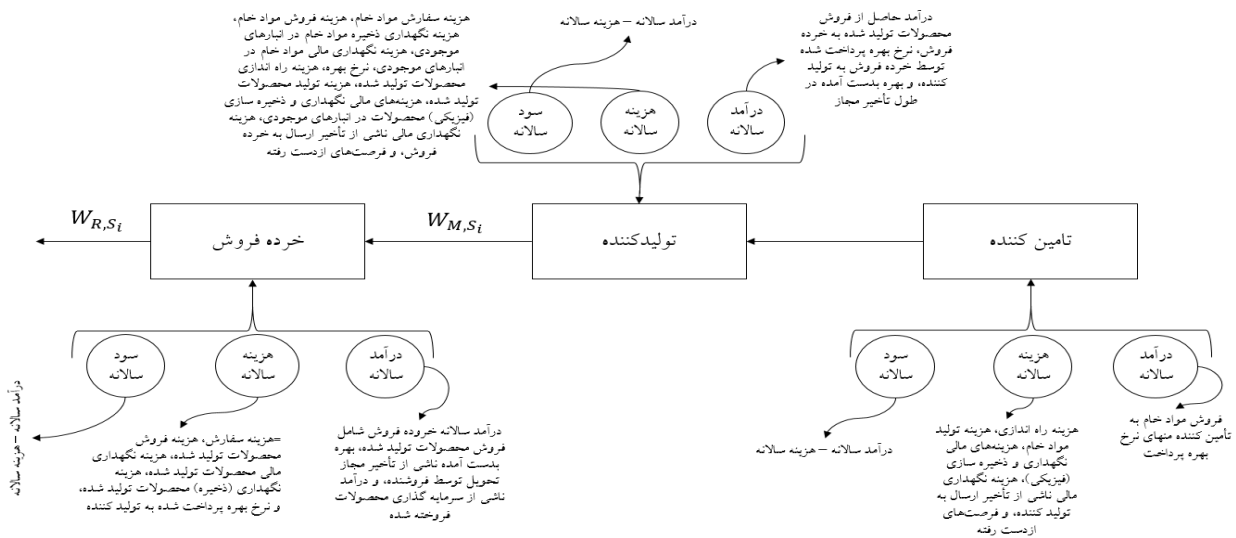 درآمد حاصل از فروش
محصولات تولید شده به خرده
فروش، نرخ بهره پرداخت شده
توسط خرده فروش به تولید
کننده، و بهره بدست آمده در
طول تأخیر مجاز
درآمد سالانه – هزینه سالانه
هزینه سفارش مواد خام، هزینه فروش مواد خام،
هزینه نگهداری ذخیره مواد خام در انبارهای
موجودی، هزینه نگهداری مالی مواد خام در
انبارهای موجودی، نرخ بهره، هزینه راه اندازی
محصولات تولید شده، هزینه تولید محصولات
تولید شده، هزینه‌های مالی نگهداری و ذخیره سازی
(فیزیکی) محصولات در انبارهای موجودی، هزینه
نگهداری مالی ناشی از تأخیر ارسال به خرده
فروش، و فرصت‌های ازدست رفته
درآمد
سالانه
هزینه
سالانه
سود
سالانه
تامین کننده
تولیدکننده
W_{M,S_i}
خرده فروش
W_{R,S_i}
درآمد
سالانه
هزینه
سالانه
سود
سالانه
فروش مواد خام به
تأمین کننده منهای نرخ
بهره پرداخت
هزینه راه اندازی، هزینه تولید
مواد خام، هزینه‌های مالی
نگهداری و ذخیره سازی
(فیزیکی)، هزینه نگهداری
مالی ناشی از تأخیر ارسال به
تولید کننده، و فرصت‌های
ازدست رفته
درآمد سالانه – هزینه سالانه
درآمد
سالانه
هزینه
سالانه
سود
سالانه
درآمد سالانه خروده فروش شامل
فروش محصولات تولید شده، بهره
بدست آمده ناشی از تأخیر مجاز
تحویل توسط فروشنده، و درآمد
ناشی از سرمایه گذاری محصولات
فروخته شده
=هزینه سفارش، هزینه فروش
محصولات تولید شده، هزینه نگهداری
مالی محصولات تولید شده، هزینه
نگهداری (ذخیره) محصولات تولید شده،
و نرخ بهره پرداخت شده به تولید کننده
درآمد سالانه – هزینه سالانه